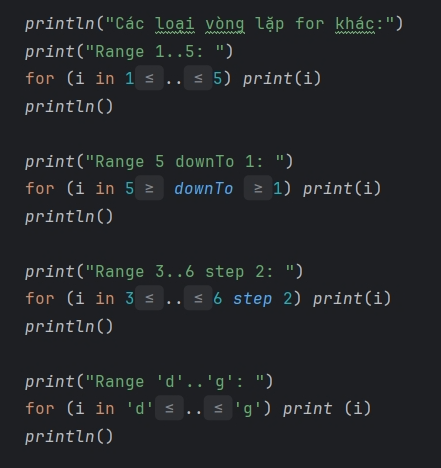 println("Các loại vòng lặp for khác:")
print("Range 1..5: ")
for (i in 1 ≤ .. ≤ 5) print(i)
println()
print("Range 5 downTo 1: ")
for (i in 5 ≥ downTo ≥ 1) print(i)
println()
print("Range 3..6 step 2: ")
for (i in 3 ≤ .. ≤ 6 step 2) print(i)
println()
print("Range 'd'..'g': ")
for (i in 'd' ≤ .. ≤ 'g') print (i)
println()